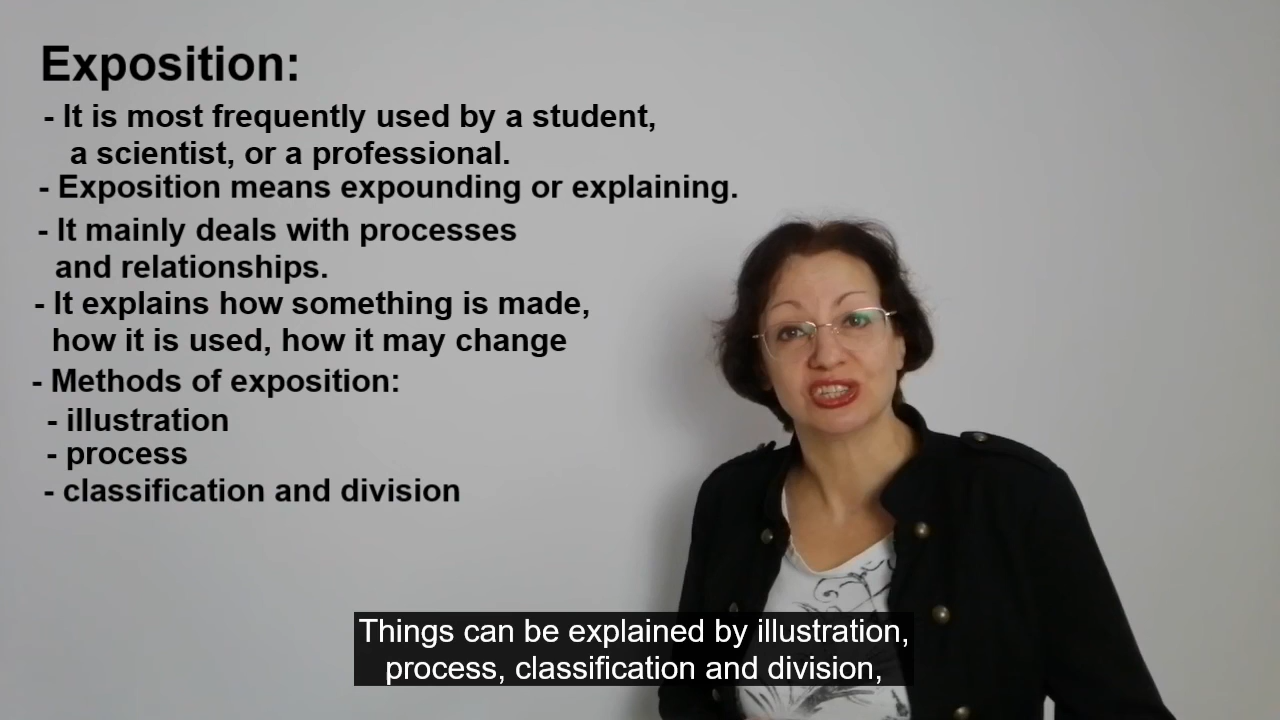 Exposition:
- It is most frequently used by a student,
a scientist, or a professional.
- Exposition means expounding or explaining.
- It mainly deals with processes
and relationships.
- It explains how something is made,
how it is used, how it may change
- Methods of exposition:
- illustration
- process
- classification and division
Things can be explained by illustration,
process, classification and division,